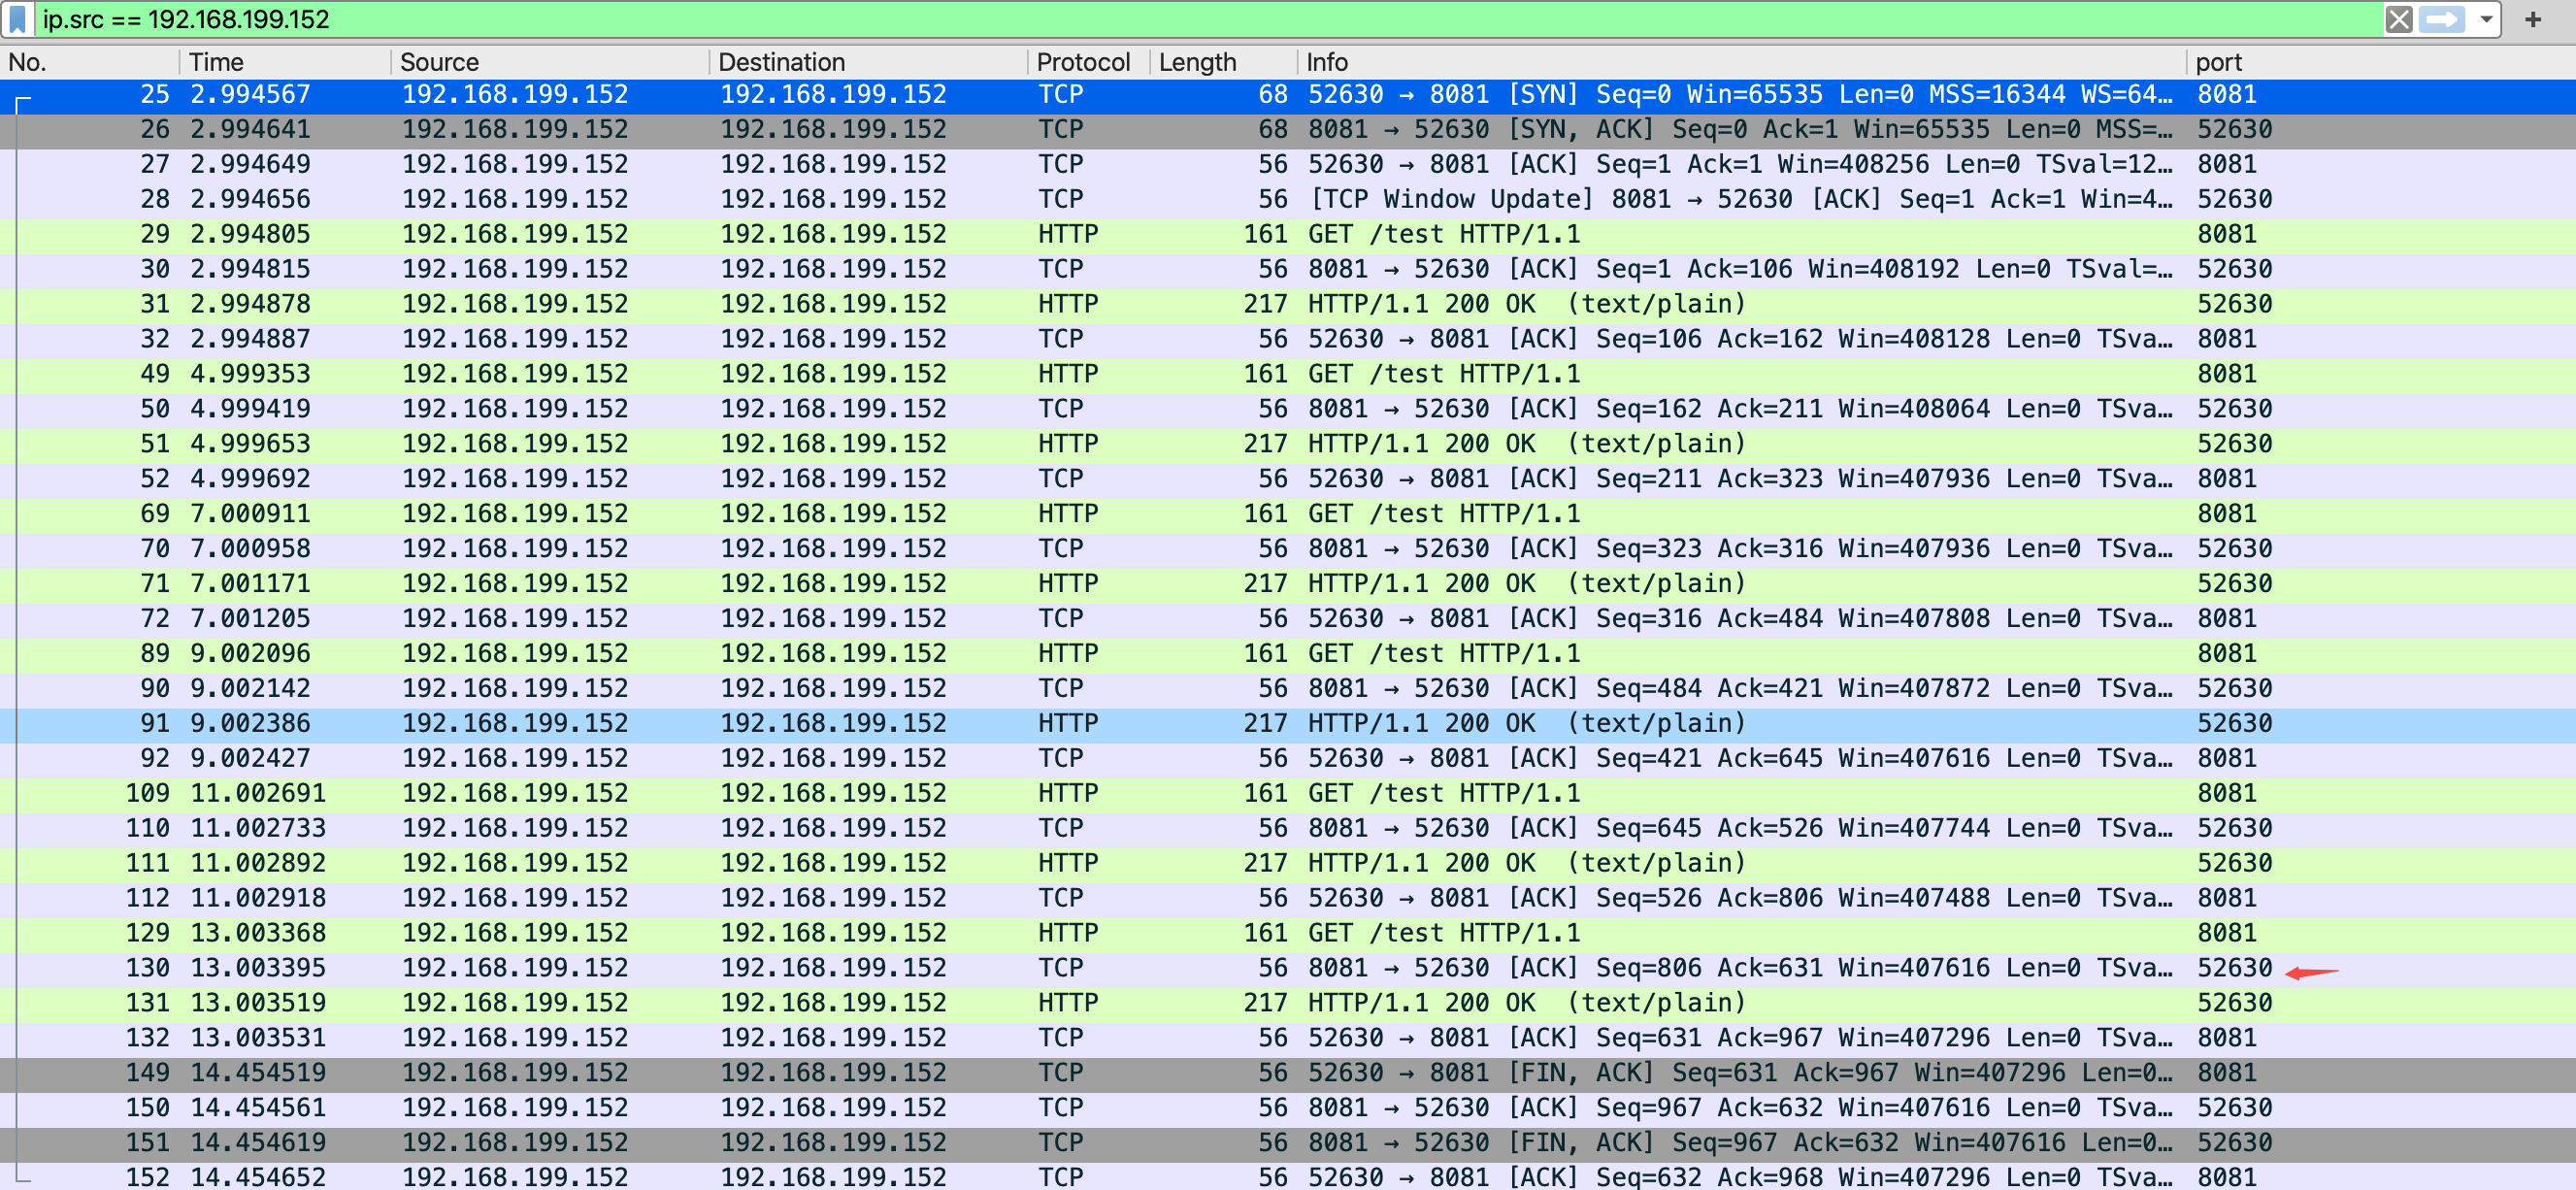 ip.src == 192.168.199.152
No. Time Source Destination Protocol Length Info port
25 2.994567 192.168.199.152 192.168.199.152 TCP 68 52630 → 8081 [SYN] Seq=0 Win=65535 Len=0 MSS=16344 WS=64… 8081
26 2.994641 192.168.199.152 192.168.199.152 TCP 68 8081 → 52630 [SYN, ACK] Seq=0 Ack=1 Win=65535 Len=0 MSS=… 52630
27 2.994649 192.168.199.152 192.168.199.152 TCP 56 52630 → 8081 [ACK] Seq=1 Ack=1 Win=408256 Len=0 TSval=12… 8081
28 2.994656 192.168.199.152 192.168.199.152 TCP 56 [TCP Window Update] 8081 → 52630 [ACK] Seq=1 Ack=1 Win=4… 52630
29 2.994805 192.168.199.152 192.168.199.152 HTTP 161 GET /test HTTP/1.1 8081
30 2.994815 192.168.199.152 192.168.199.152 TCP 56 8081 → 52630 [ACK] Seq=1 Ack=106 Win=408192 Len=0 TSval=… 52630
31 2.994878 192.168.199.152 192.168.199.152 HTTP 217 HTTP/1.1 200 OK (text/plain) 52630
32 2.994887 192.168.199.152 192.168.199.152 TCP 56 52630 → 8081 [ACK] Seq=106 Ack=162 Win=408128 Len=0 TSva… 8081
49 4.999353 192.168.199.152 192.168.199.152 HTTP 161 GET /test HTTP/1.1 8081
50 4.999419 192.168.199.152 192.168.199.152 TCP 56 8081 → 52630 [ACK] Seq=162 Ack=211 Win=408064 Len=0 TSva… 52630
51 4.999653 192.168.199.152 192.168.199.152 HTTP 217 HTTP/1.1 200 OK (text/plain) 52630
52 4.999692 192.168.199.152 192.168.199.152 TCP 56 52630 → 8081 [ACK] Seq=211 Ack=323 Win=407936 Len=0 TSva… 8081
69 7.000911 192.168.199.152 192.168.199.152 HTTP 161 GET /test HTTP/1.1 8081
70 7.000958 192.168.199.152 192.168.199.152 TCP 56 8081 → 52630 [ACK] Seq=323 Ack=316 Win=407936 Len=0 TSva… 52630
71 7.001171 192.168.199.152 192.168.199.152 HTTP 217 HTTP/1.1 200 OK (text/plain) 52630
72 7.001205 192.168.199.152 192.168.199.152 TCP 56 52630 → 8081 [ACK] Seq=316 Ack=484 Win=407808 Len=0 TSva… 8081
89 9.002096 192.168.199.152 192.168.199.152 HTTP 161 GET /test HTTP/1.1 8081
90 9.002142 192.168.199.152 192.168.199.152 TCP 56 8081 → 52630 [ACK] Seq=484 Ack=421 Win=407872 Len=0 TSva… 52630
91 9.002386 192.168.199.152 192.168.199.152 HTTP 217 HTTP/1.1 200 OK (text/plain) 52630
92 9.002427 192.168.199.152 192.168.199.152 TCP 56 52630 → 8081 [ACK] Seq=421 Ack=645 Win=407616 Len=0 TSva… 8081
109 11.002691 192.168.199.152 192.168.199.152 HTTP 161 GET /test HTTP/1.1 8081
110 11.002733 192.168.199.152 192.168.199.152 TCP 56 8081 → 52630 [ACK] Seq=645 Ack=526 Win=407744 Len=0 TSva… 52630
111 11.002892 192.168.199.152 192.168.199.152 HTTP 217 HTTP/1.1 200 OK (text/plain) 52630
112 11.002918 192.168.199.152 192.168.199.152 TCP 56 52630 → 8081 [ACK] Seq=526 Ack=806 Win=407488 Len=0 TSva… 8081
129 13.003368 192.168.199.152 192.168.199.152 HTTP 161 GET /test HTTP/1.1 8081
130 13.003395 192.168.199.152 192.168.199.152 TCP 56 8081 → 52630 [ACK] Seq=806 Ack=631 Win=407616 Len=0 TSva… 52630
131 13.003519 192.168.199.152 192.168.199.152 HTTP 217 HTTP/1.1 200 OK (text/plain) 52630
132 13.003531 192.168.199.152 192.168.199.152 TCP 56 52630 → 8081 [ACK] Seq=631 Ack=967 Win=407296 Len=0 TSva… 8081
149 14.454519 192.168.199.152 192.168.199.152 TCP 56 52630 → 8081 [FIN, ACK] Seq=631 Ack=967 Win=407296 Len=0… 8081
150 14.454561 192.168.199.152 192.168.199.152 TCP 56 8081 → 52630 [ACK] Seq=967 Ack=632 Win=407616 Len=0 TSva… 52630
151 14.454619 192.168.199.152 192.168.199.152 TCP 56 8081 → 52630 [FIN, ACK] Seq=967 Ack=632 Win=407616 Len=0… 52630
152 14.454652 192.168.199.152 192.168.199.152 TCP 56 52630 → 8081 [ACK] Seq=632 Ack=968 Win=407296 Len=0 TSva… 8081